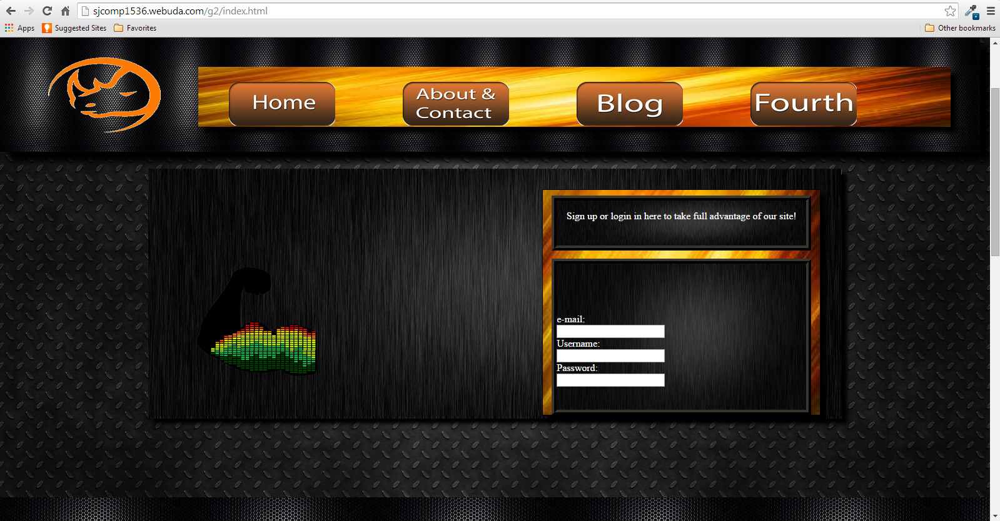 sjcomp1536.webuda.com/g2/index.html
Apps Suggested Sites Favorites Other bookmarks
Home
About &
Contact
Blog
Fourth
Sign up or login in here to take full advantage of our site!
e-mail:
Username:
Password: